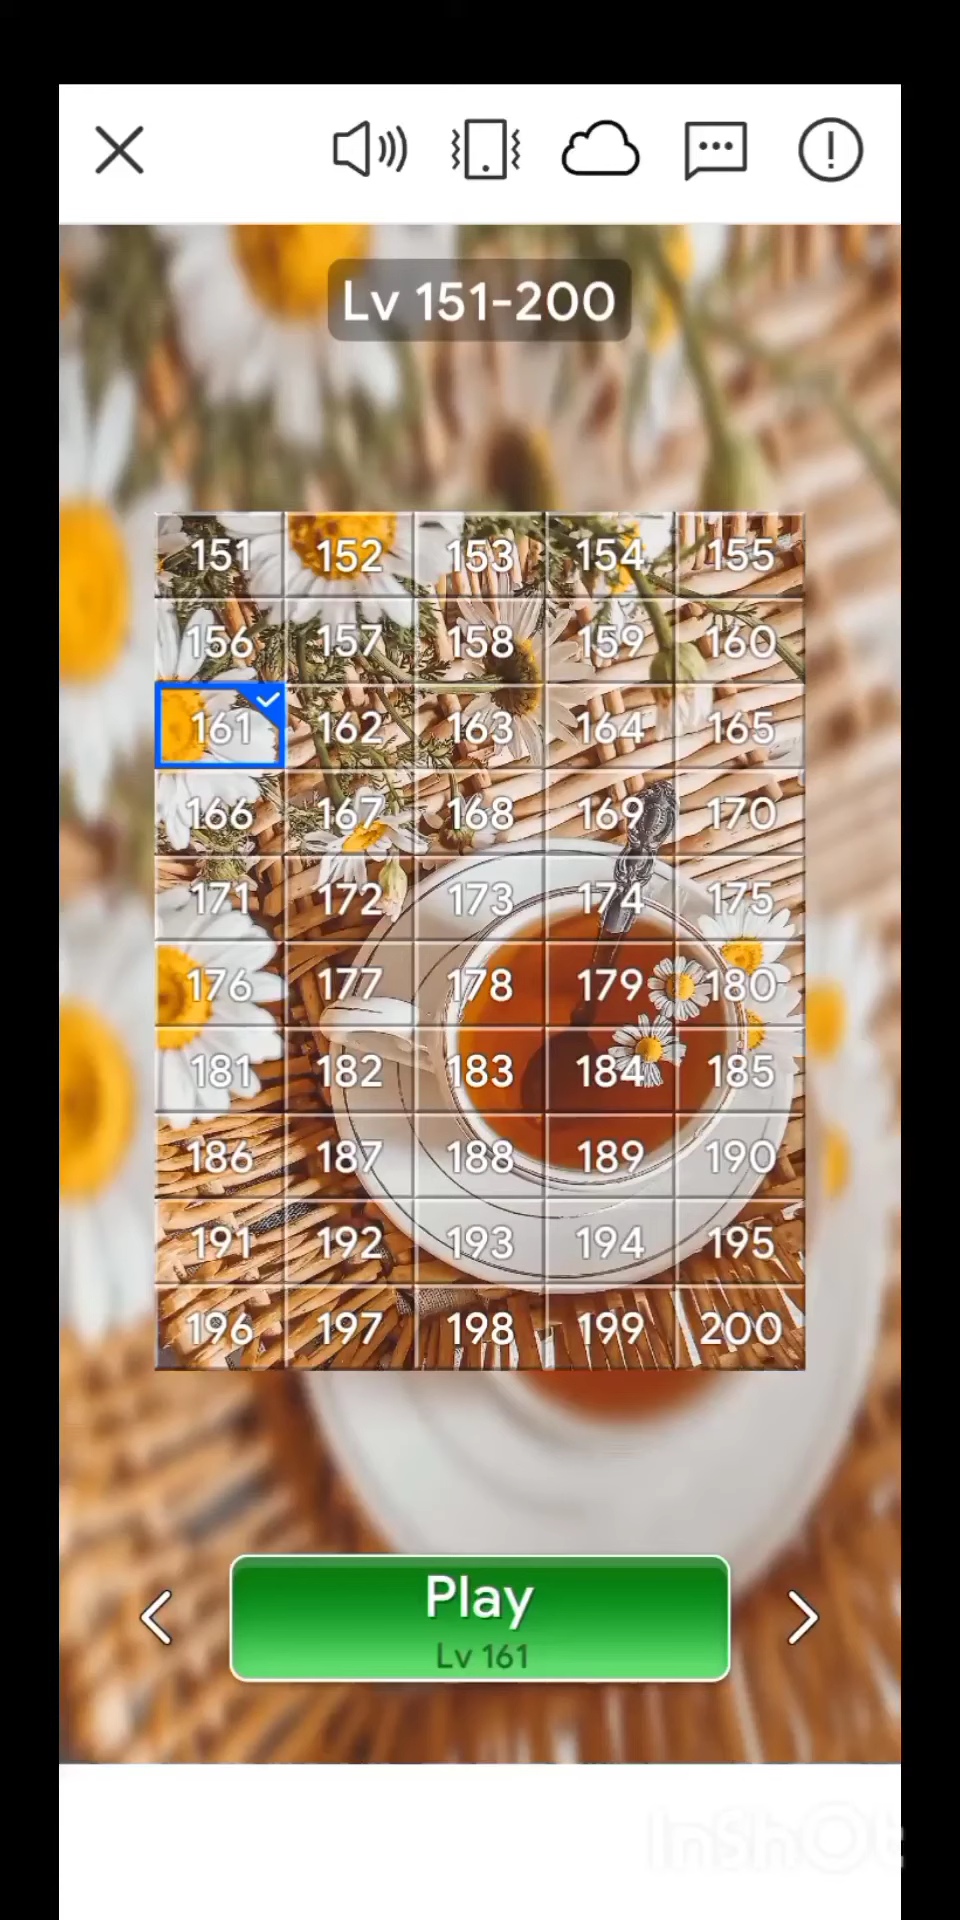 Lv 151-200
151 152 153 154 155
156 157 158 159 160
161 162 163 164 165
166 167 168 169 170
171 172 173 174 175
176 177 178 179 180
181 182 183 184 185
186 187 188 189 190
191 192 193 194 195
196 197 198 199 200
Play
Lv 161
InShOt